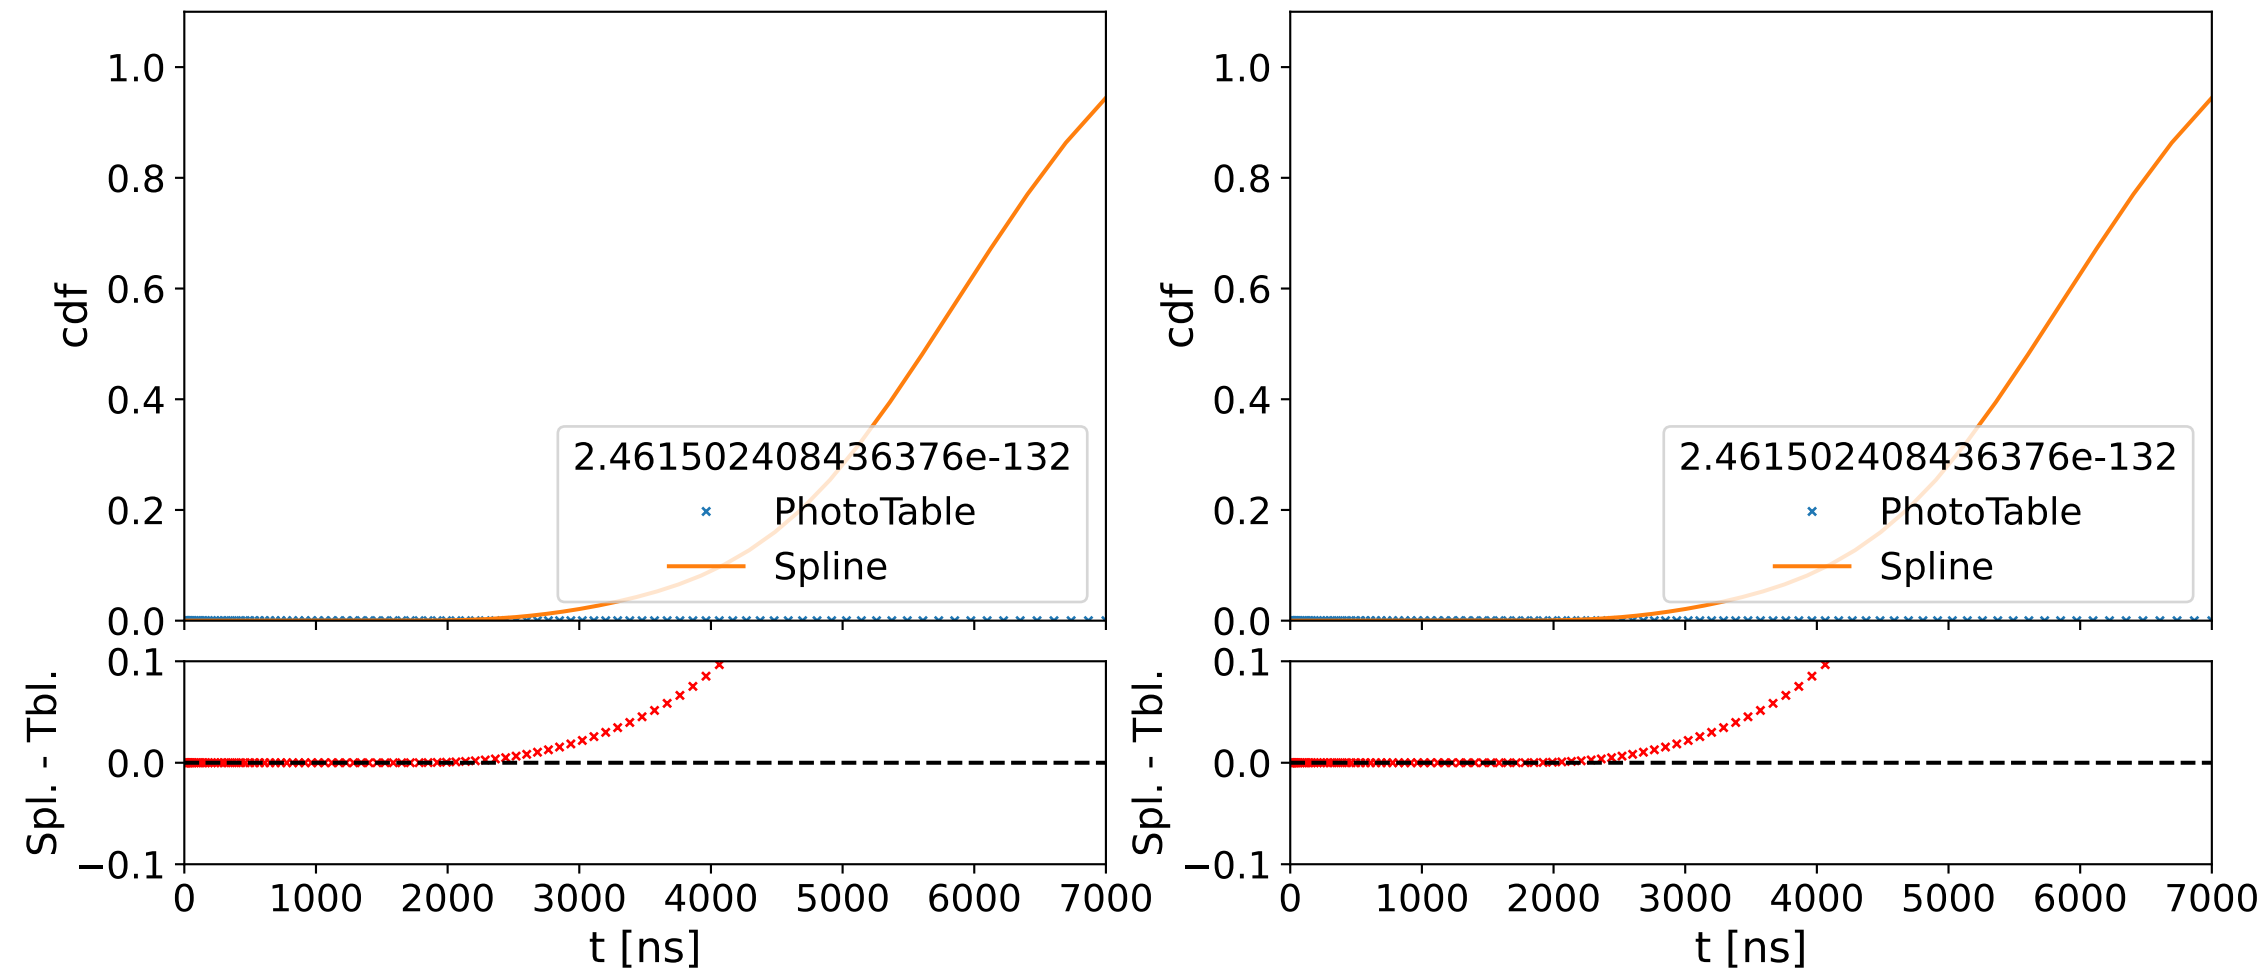 1.0
0.8
0.6
0.4
0.2
0.0
cdf
2.461502408436376e-132
PhotoTable
Spline
0.1
0.0
−0.1
Spl. - Tbl.
0 1000 2000 3000 4000 5000 6000 7000
t [ns]
1.0
0.8
0.6
0.4
0.2
0.0
cdf
2.461502408436376e-132
PhotoTable
Spline
0.1
0.0
−0.1
Spl. - Tbl.
0 1000 2000 3000 4000 5000 6000 7000
t [ns]